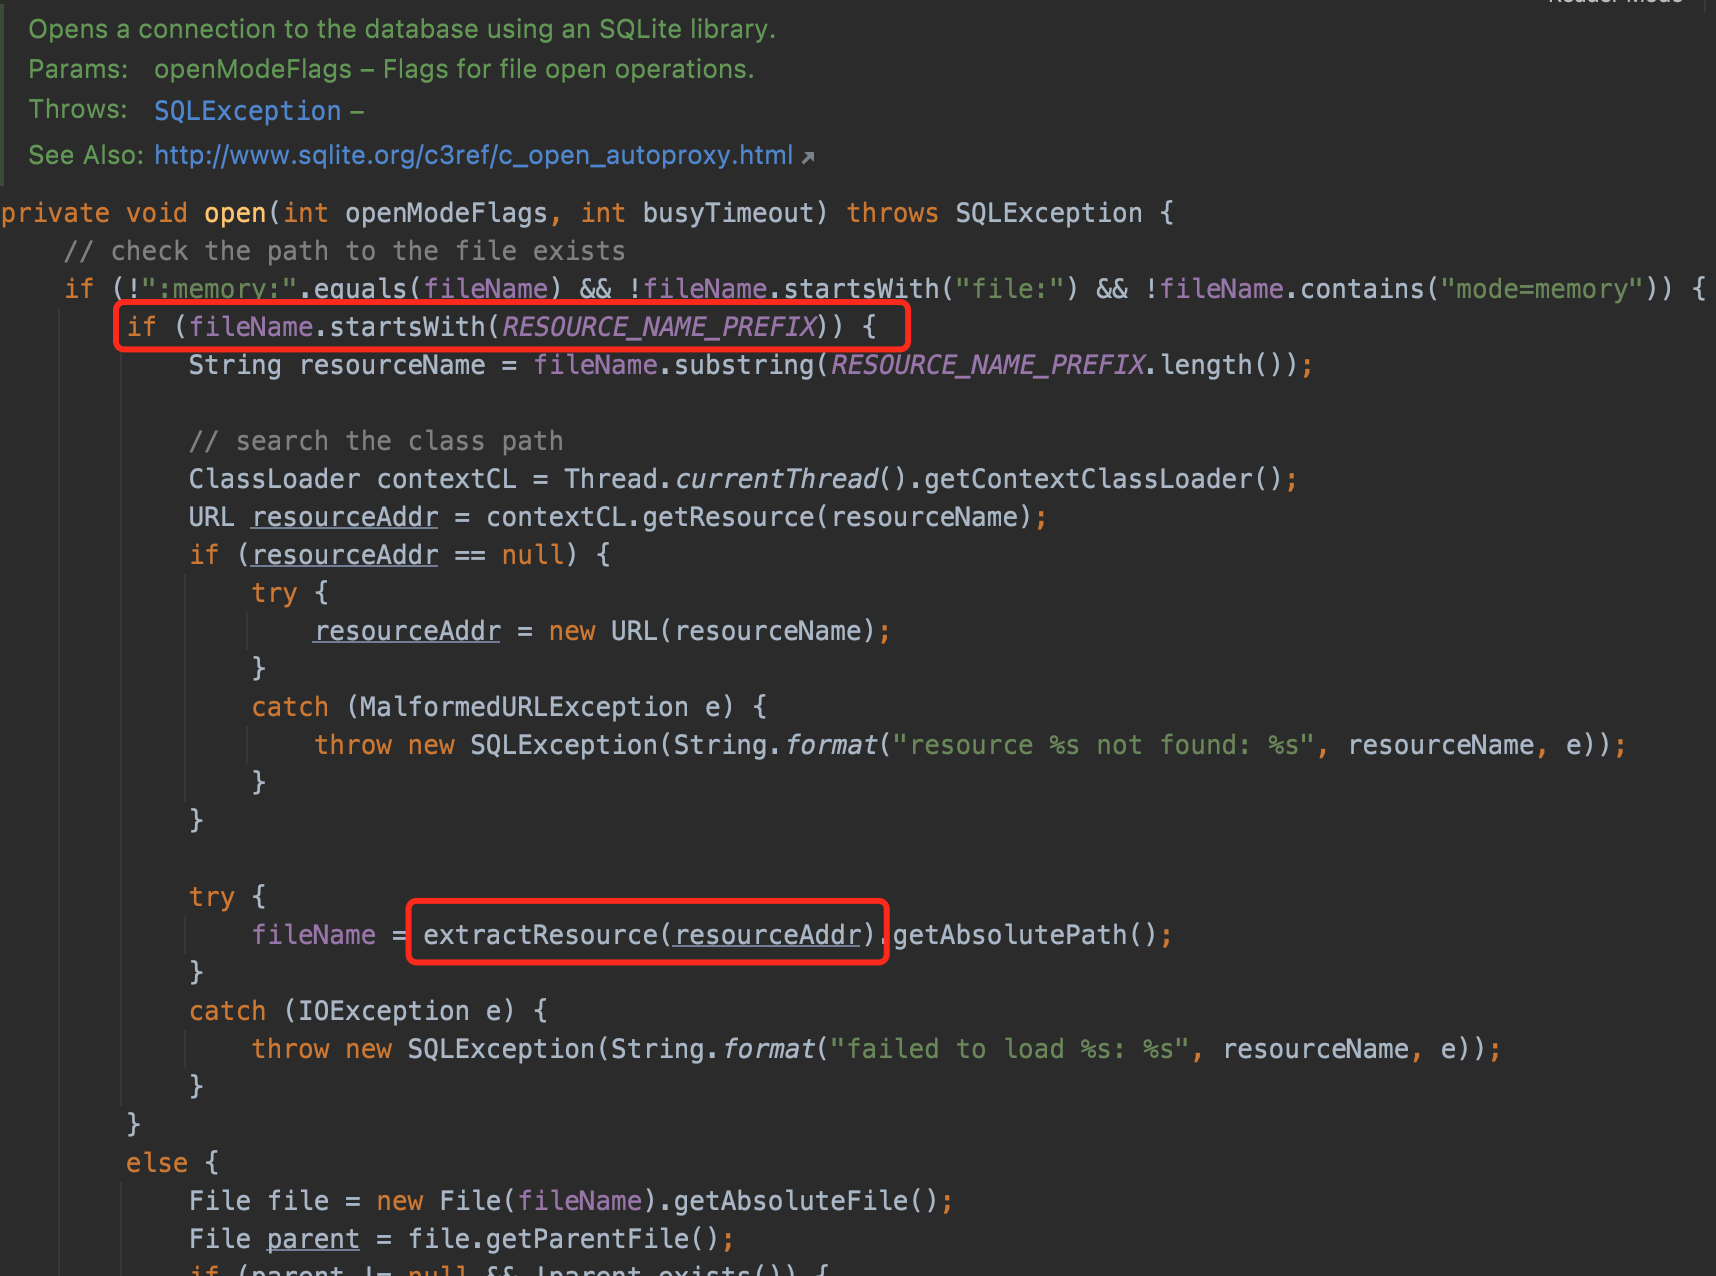 Opens a connection to the database using an SQLite library.
Params: openModeFlags – Flags for file open operations.
Throws: SQLException –
See Also: http://www.sqlite.org/c3ref/c_open_autoproxy.html
private void open(int openModeFlags, int busyTimeout) throws SQLException {
// check the path to the file exists
if (!":memory:".equals(fileName) && !fileName.startsWith("file:") && !fileName.contains("mode=memory")) {
if (fileName.startsWith(RESOURCE_NAME_PREFIX)) {
String resourceName = fileName.substring(RESOURCE_NAME_PREFIX.length());
// search the class path
ClassLoader contextCL = Thread.currentThread().getContextClassLoader();
URL resourceAddr = contextCL.getResource(resourceName);
if (resourceAddr == null) {
try {
resourceAddr = new URL(resourceName);
}
catch (MalformedURLException e) {
throw new SQLException(String.format("resource %s not found: %s", resourceName, e));
}
}
try {
fileName = extractResource(resourceAddr).getAbsolutePath();
}
catch (IOException e) {
throw new SQLException(String.format("failed to load %s: %s", resourceName, e));
}
}
else {
File file = new File(fileName).getAbsoluteFile();
File parent = file.getParentFile();
if (parent != null && !parent.exists()) {